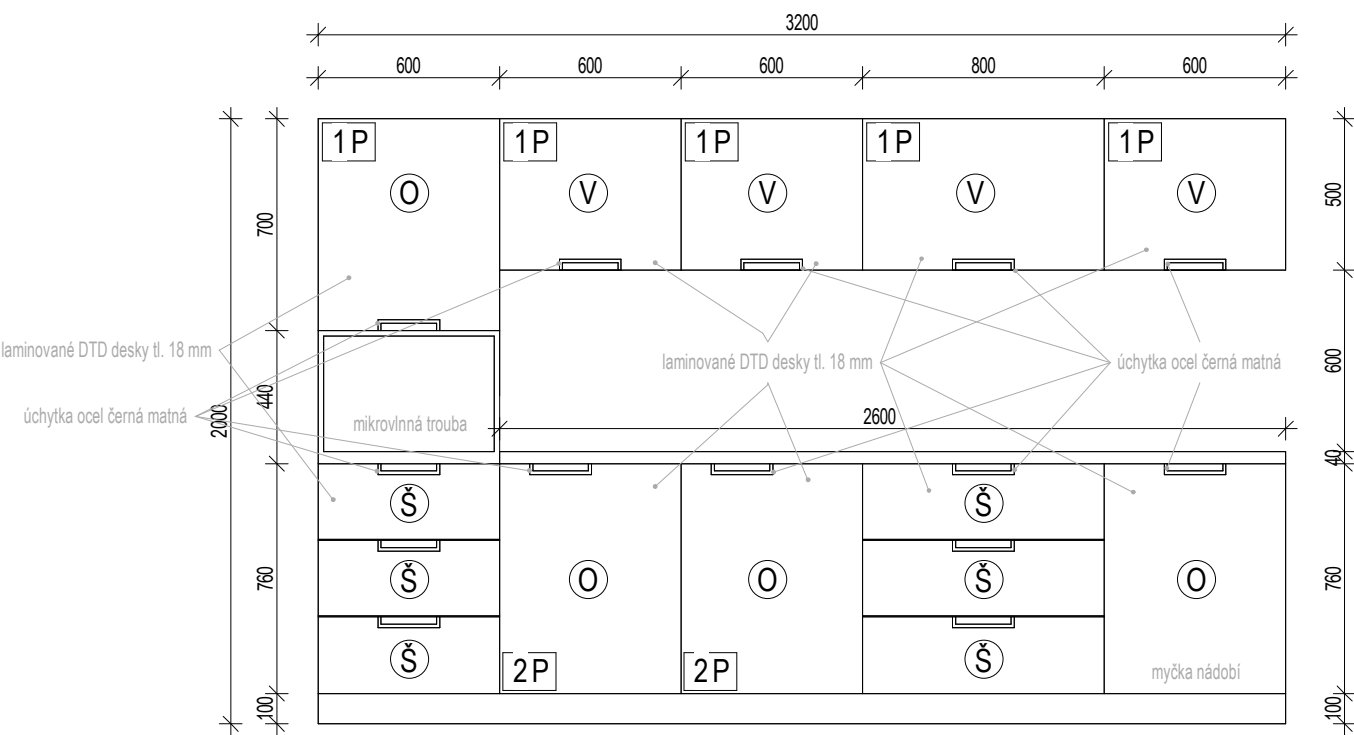 3200
600 600 600 800 600
1P 1P 1P 1P 1P
O V V V V
700
500
laminované DTD desky tl. 18 mm
laminované DTD desky tl. 18 mm
úchytka ocel černá matná
600
440
úchytka ocel černá matná
2000
mikrovlnná trouba
2600
40
Š Š
760
Š O O Š O
760
Š Š
2P 2P
myčka nádobí
100
100